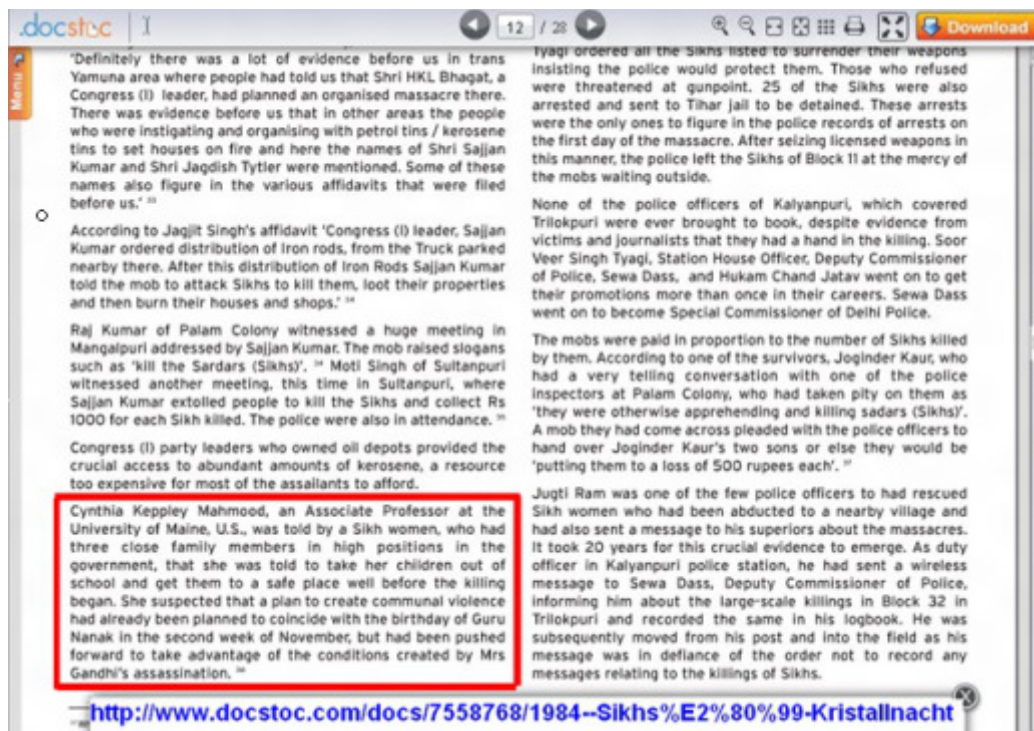 .docstoc
12 / 28
Download
Menu
'Definitely there was a lot of evidence before us in trans
Yamuna area where people had told us that Shri HKL Bhagat, a
Congress (I) leader, had planned an organised massacre there.
There was evidence before us that in other areas the people
who were instigating and organising with petrol tins / kerosene
tins to set houses on fire and here the names of Shri Sajjan
Kumar and Shri Jagdish Tytler were mentioned. Some of these
names also figure in the various affidavits that were filed
before us.'
According to Jagjit Singh's affidavit 'Congress (I) leader, Sajjan
Kumar ordered distribution of Iron rods, from the Truck parked
nearby there. After this distribution of Iron Rods Sajjan Kumar
told the mob to attack Sikhs to kill them, loot their properties
and then burn their houses and shops.'
Raj Kumar of Palam Colony witnessed a huge meeting in
Mangalpuri addressed by Sajjan Kumar. The mob raised slogans
such as 'kill the Sardars (Sikhs)'. Moti Singh of Sultanpuri
witnessed another meeting, this time in Sultanpuri, where
Sajjan Kumar extolled people to kill the Sikhs and collect Rs
1000 for each Sikh killed. The police were also in attendance.
Congress (I) party leaders who owned oil depots provided the
crucial access to abundant amounts of kerosene, a resource
too expensive for most of the assailants to afford.
Cynthia Keppley Mahmood, an Associate Professor at the
University of Maine, U.S., was told by a Sikh women, who had
three close family members in high positions in the
government, that she was told to take her children out of
school and get them to a safe place well before the killing
began. She suspected that a plan to create communal violence
had already been planned to coincide with the birthday of Guru
Nanak in the second week of November, but had been pushed
forward to take advantage of the conditions created by Mrs
Gandhi's assassination.
Tyagi ordered all the Sikhs listed to surrender their weapons
insisting the police would protect them. Those who refused
were threatened at gunpoint. 25 of the Sikhs were also
arrested and sent to Tihar jail to be detained. These arrests
were the only ones to figure in the police records of arrests on
the first day of the massacre. After seizing licensed weapons in
this manner, the police left the Sikhs of Block 11 at the mercy of
the mobs waiting outside.
None of the police officers of Kalyanpuri, which covered
Trilokpuri were ever brought to book, despite evidence from
victims and journalists that they had a hand in the killing. Soor
Veer Singh Tyagi, Station House Officer, Deputy Commissioner
of Police, Sewa Dass, and Hukam Chand Jatav went on to get
their promotions more than once in their careers. Sewa Dass
went on to become Special Commissioner of Delhi Police.
The mobs were paid in proportion to the number of Sikhs killed
by them. According to one of the survivors, Joginder Kaur, who
had a very telling conversation with one of the police
inspectors at Palam Colony, who had taken pity on them as
'they were otherwise apprehending and killing sadars (Sikhs)'.
A mob they had come across pleaded with the police officers to
hand over Joginder Kaur's two sons or else they would be
'putting them to a loss of 500 rupees each'.
Jugti Ram was one of the few police officers to had rescued
Sikh women who had been abducted to a nearby village and
had also sent a message to his superiors about the massacres.
It took 20 years for this crucial evidence to emerge. As duty
officer in Kalyanpuri police station, he had sent a wireless
message to Sewa Dass, Deputy Commissioner of Police,
informing him about the large-scale killings in Block 32 in
Trilokpuri and recorded the same in his logbook. He was
subsequently moved from his post and into the field as his
message was in defiance of the order not to record any
messages relating to the killings of Sikhs.
http://www.docstoc.com/docs/7558768/1984--Sikhs%E2%80%99-Kristallnacht